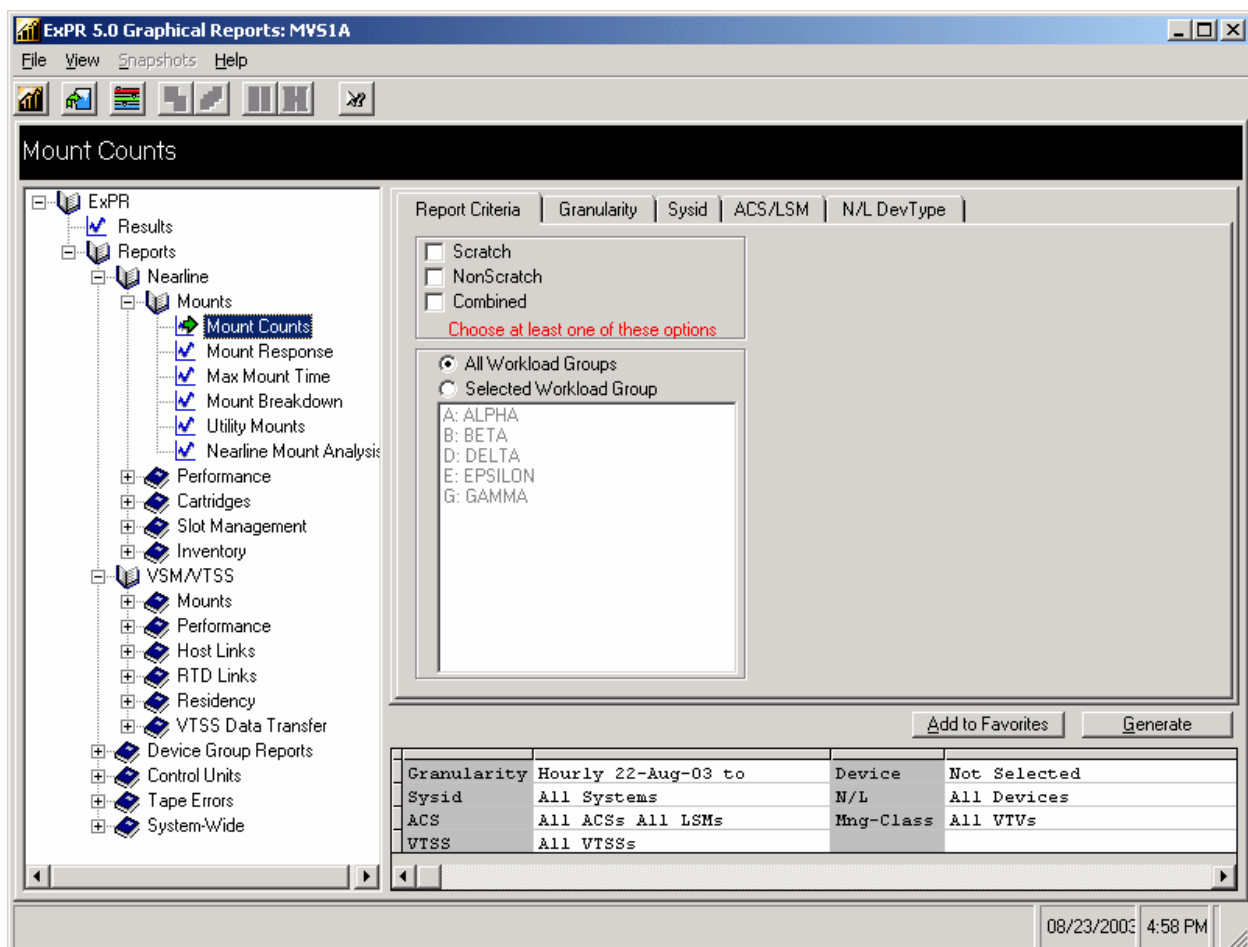 ExPR 5.0 Graphical Reports: MVS1A
File View Snapshots Help
Mount Counts
ExPR
Results
Reports
Nearline
Mounts
Mount Counts
Mount Response
Max Mount Time
Mount Breakdown
Utility Mounts
Nearline Mount Analysis
Performance
Cartridges
Slot Management
Inventory
VSM/VTSS
Mounts
Performance
Host Links
RTD Links
Residency
VTSS Data Transfer
Device Group Reports
Control Units
Tape Errors
System-Wide
Report Criteria Granularity Sysid ACS/LSM N/L DevType
Scratch
NonScratch
Combined
Choose at least one of these options
All Workload Groups
Selected Workload Group
A: ALPHA
B: BETA
D: DELTA
E: EPSILON
G: GAMMA
Add to Favorites Generate
Granularity Hourly 22-Aug-03 to Device Not Selected
Sysid All Systems N/L All Devices
ACS All ACSs All LSMs Mng-Class All VTVs
VTSS All VTSSs
08/23/2003 4:58 PM